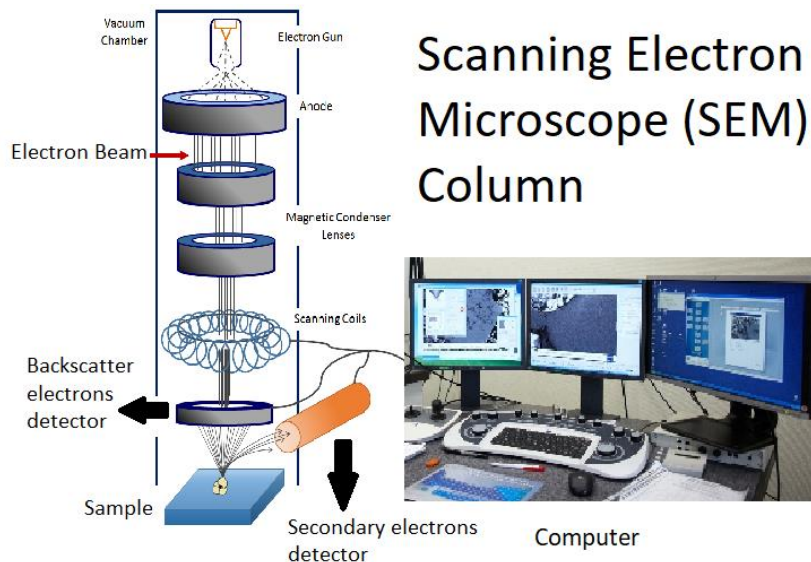 Vacuum
Chamber
Electron Gun
Scanning Electron
Microscope (SEM)
Column
Anode
Electron Beam
Magnetic Condenser
Lenses
Scanning Coils
Backscatter
electrons
detector
Sample
Secondary electrons
detector
Computer